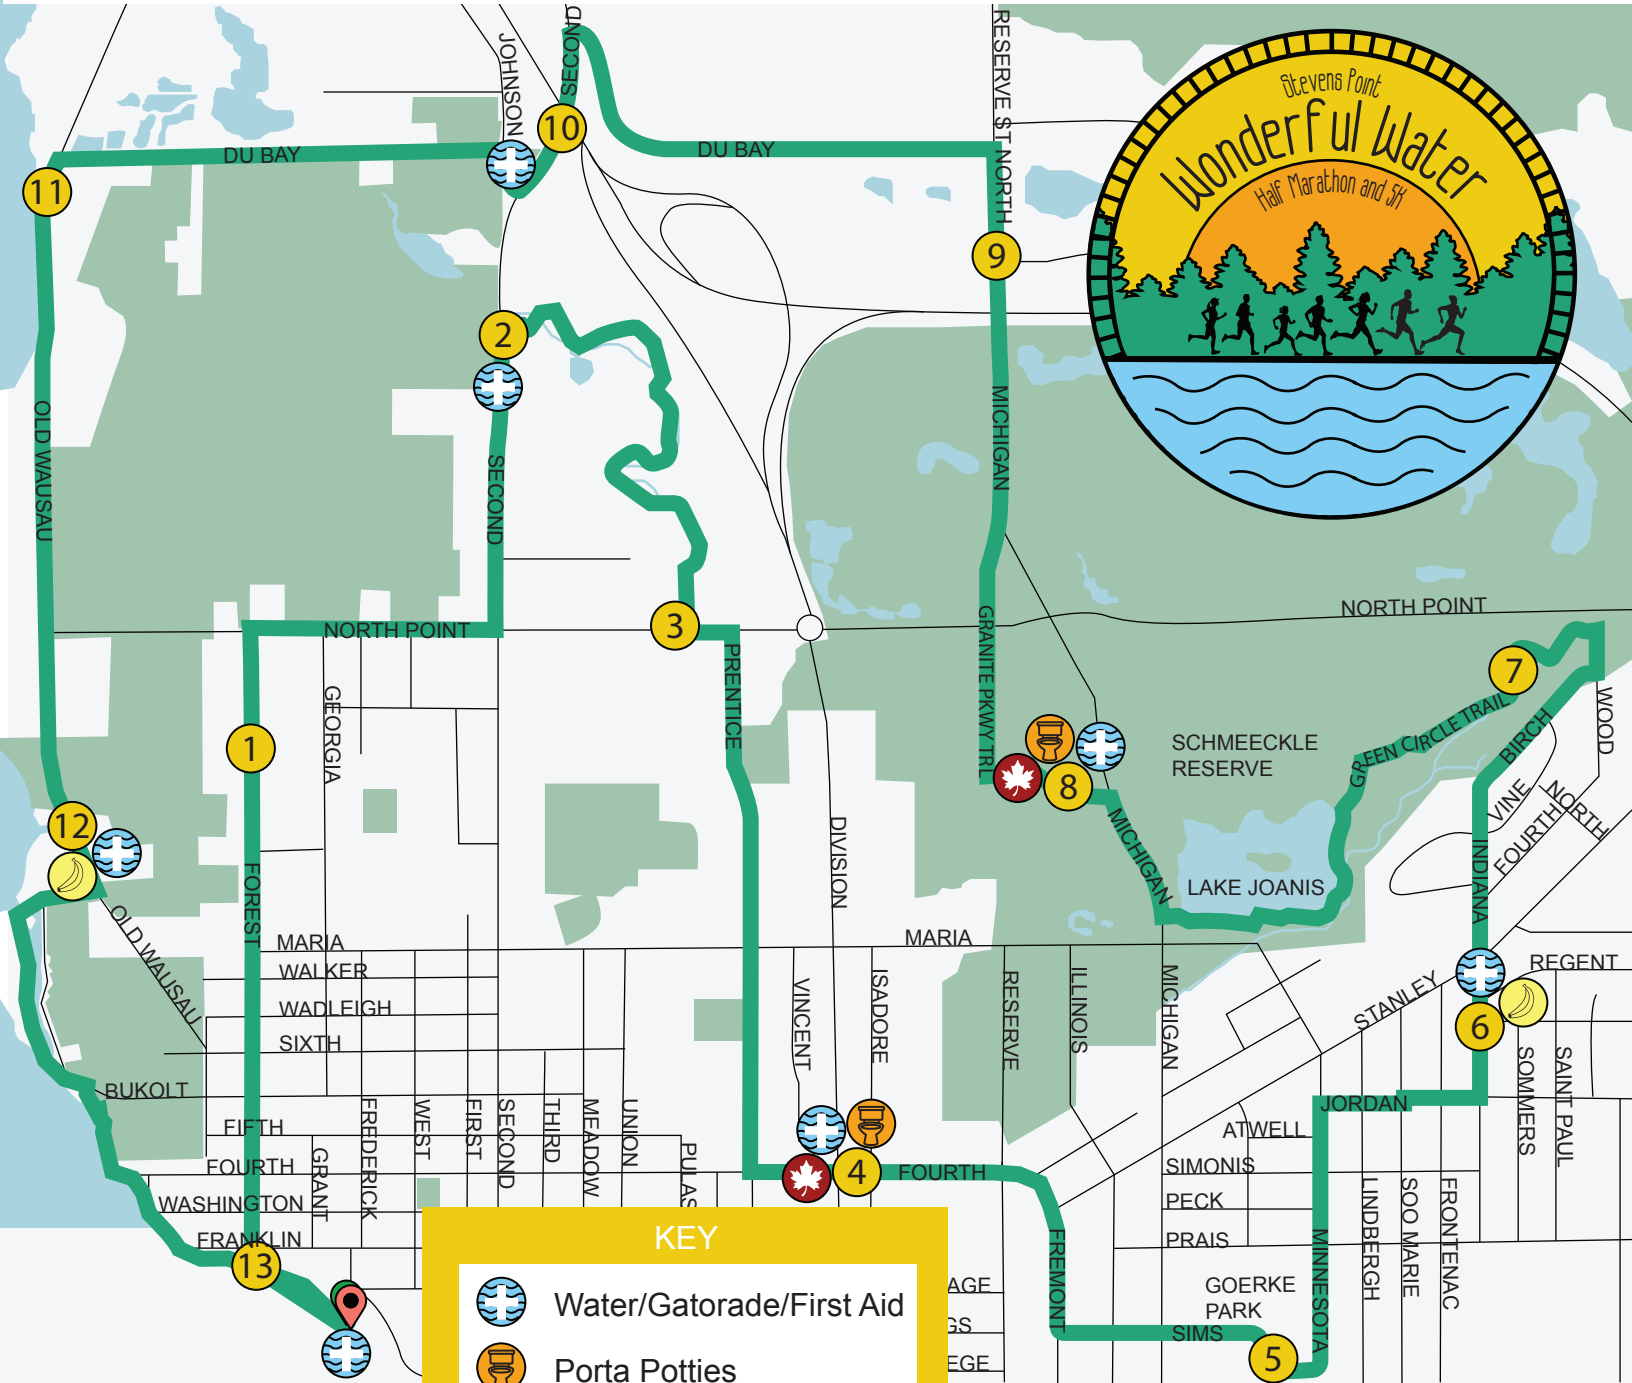 JOHNSON
SECOND
RESERVE ST NORTH
Stevens Point
Wonderful Water
Half Marathon and 5K
10
DU BAY
DU BAY
11
9
2
OLD WAUSAU
SECOND
MICHIGAN
NORTH POINT
3
NORTH POINT
GRANITE PKWY TRL
PRENTICE
GEORGIA
7
WOOD
1
GREEN CIRCLE TRAIL
BIRCH
SCHMEECKLE
RESERVE
8
VINE
NORTH
FOURTH
12
MICHIGAN
DIVISION
FOREST
INDIANA
LAKE JOANIS
OLD WAUSAU
MARIA
MARIA
WALKER
WADLEIGH
SIXTH
VINCENT
ISADORE
RESERVE
ILLINOIS
MICHIGAN
STANLEY
REGENT
6
SOMMERS
SAINT PAUL
BUKOLT
JORDAN
FIFTH
FOURTH
WASHINGTON
FRANKLIN
GRANT
FREDERICK
WEST
FIRST
SECOND
THIRD
MEADOW
UNION
PULAS
4
FOURTH
ATWELL
SIMONIS
PECK
PRAIS
LINDBERGH
SOO MARIE
FRONTENAC
MINNESOTA
FREMONT
GOERKE
PARK
SIMS
5
13
AGE
GS
EGE
KEY
Water/Gatorade/First Aid
Porta Potties